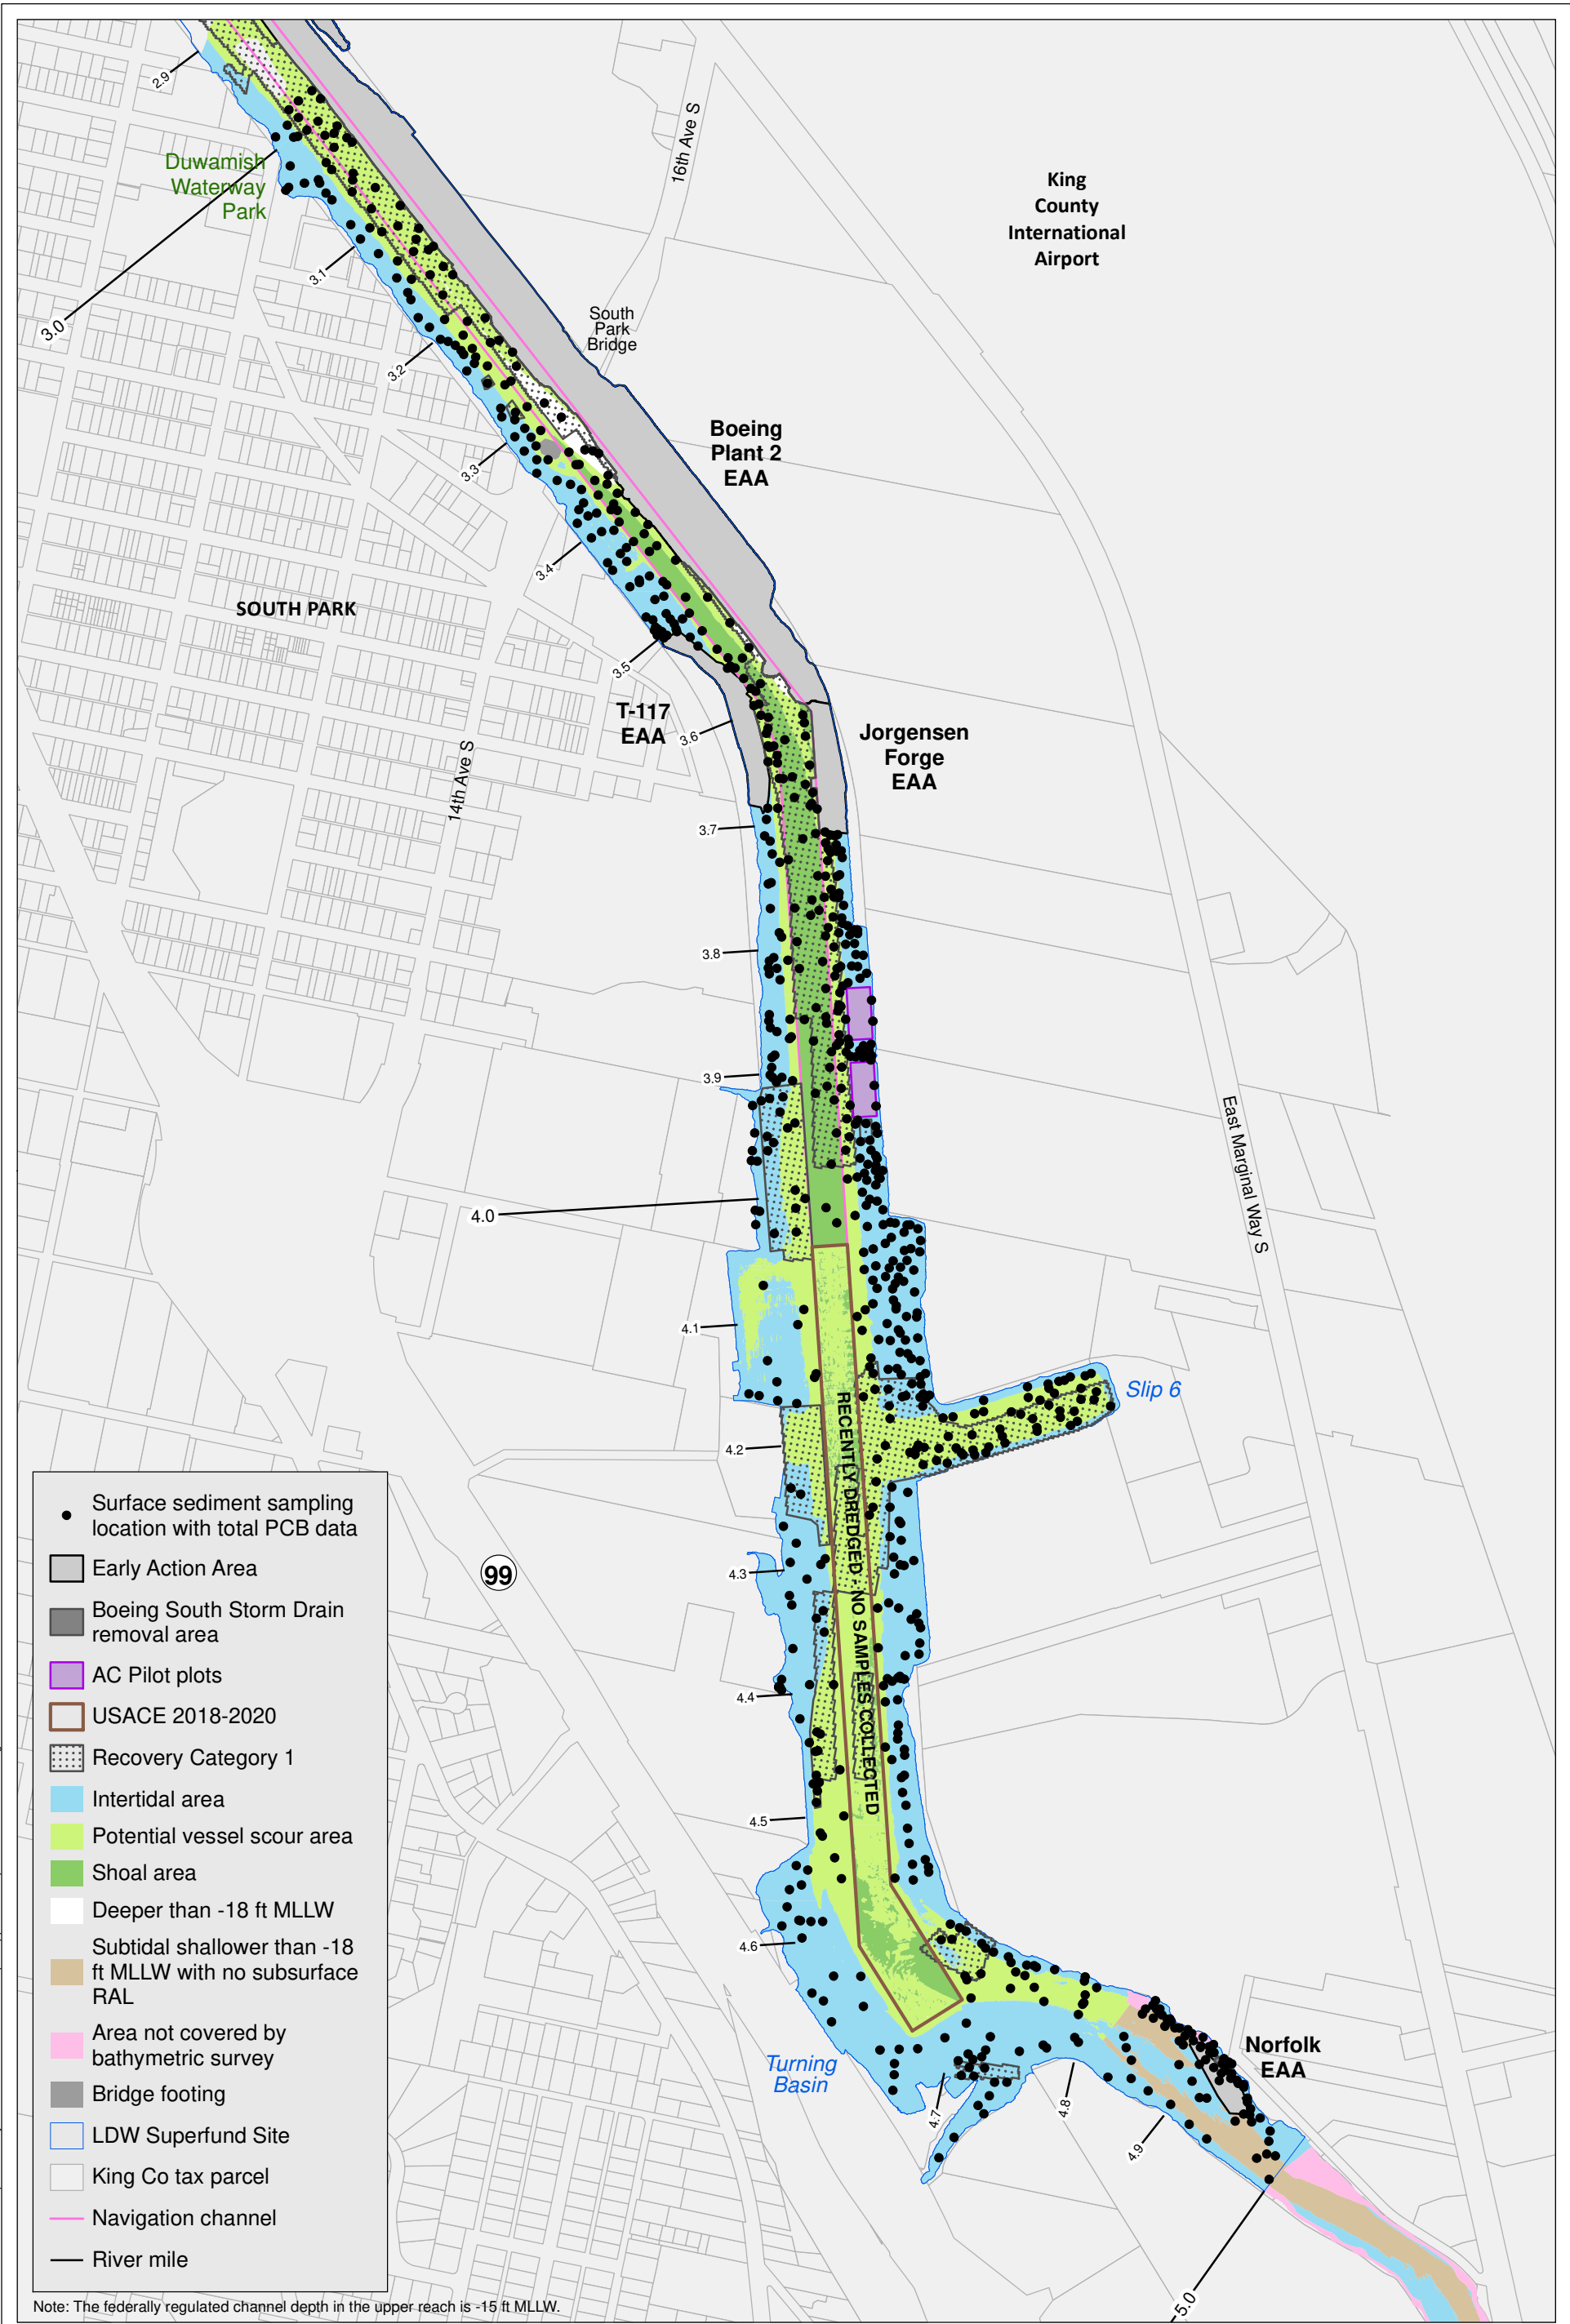 2.9
Duwamish
Waterway
Park
3.0
3.1
3.2
3.3
3.4
3.5
16th Ave S
King
County
International
Airport
South
Park
Bridge
Boeing
Plant 2
EAA
SOUTH PARK
T-117
EAA
3.6
Jorgensen
Forge
EAA
14th Ave S
3.7
3.8
3.9
4.0
East Marginal Way S
4.1
Slip 6
4.2
RECENTLY DREDGED - NO SAMPLES COLLECTED
99
4.3
4.4
4.5
4.6
Turning
Basin
4.7
4.8
4.9
Norfolk
EAA
5.0
Surface sediment sampling
location with total PCB data
Early Action Area
Boeing South Storm Drain
removal area
AC Pilot plots
USACE 2018-2020
Recovery Category 1
Intertidal area
Potential vessel scour area
Shoal area
Deeper than -18 ft MLLW
Subtidal shallower than -18
ft MLLW with no subsurface
RAL
Area not covered by
bathymetric survey
Bridge footing
LDW Superfund Site
King Co tax parcel
Navigation channel
River mile
Note: The federally regulated channel depth in the upper reach is -15 ft MLLW.